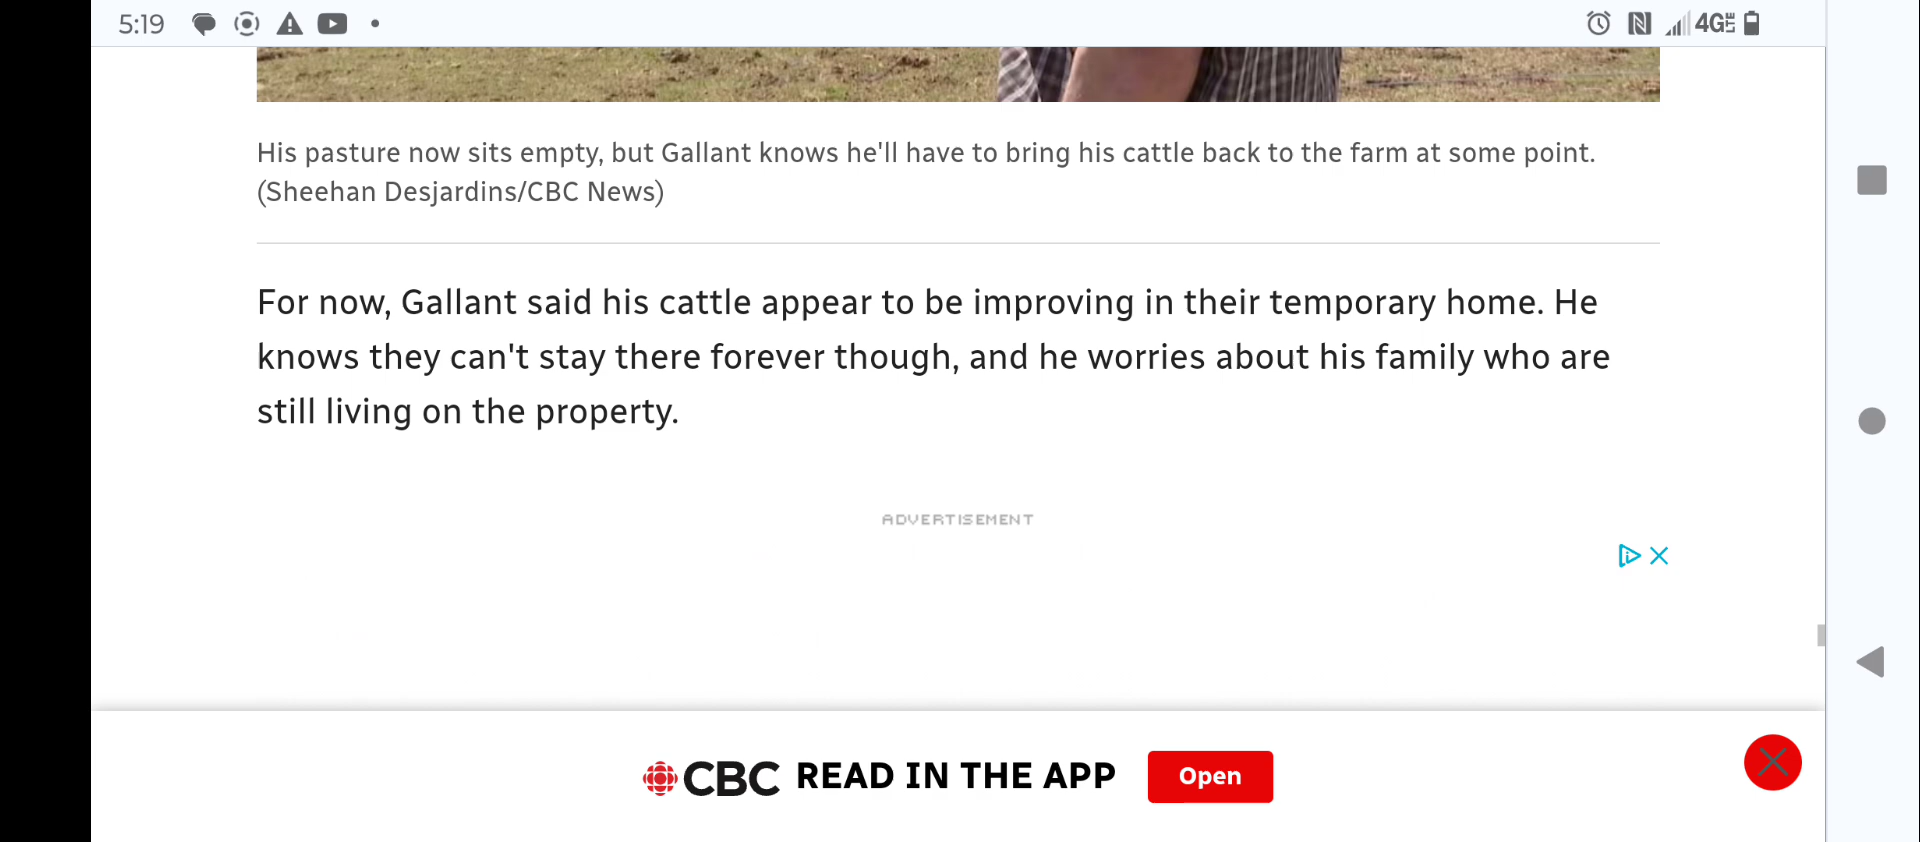 5:19 4G LTE
His pasture now sits empty, but Gallant knows he'll have to bring his cattle back to the farm at some point.
(Sheehan Desjardins/CBC News)
For now, Gallant said his cattle appear to be improving in their temporary home. He
knows they can't stay there forever though, and he worries about his family who are
still living on the property.
ADVERTISEMENT
CBC READ IN THE APP Open